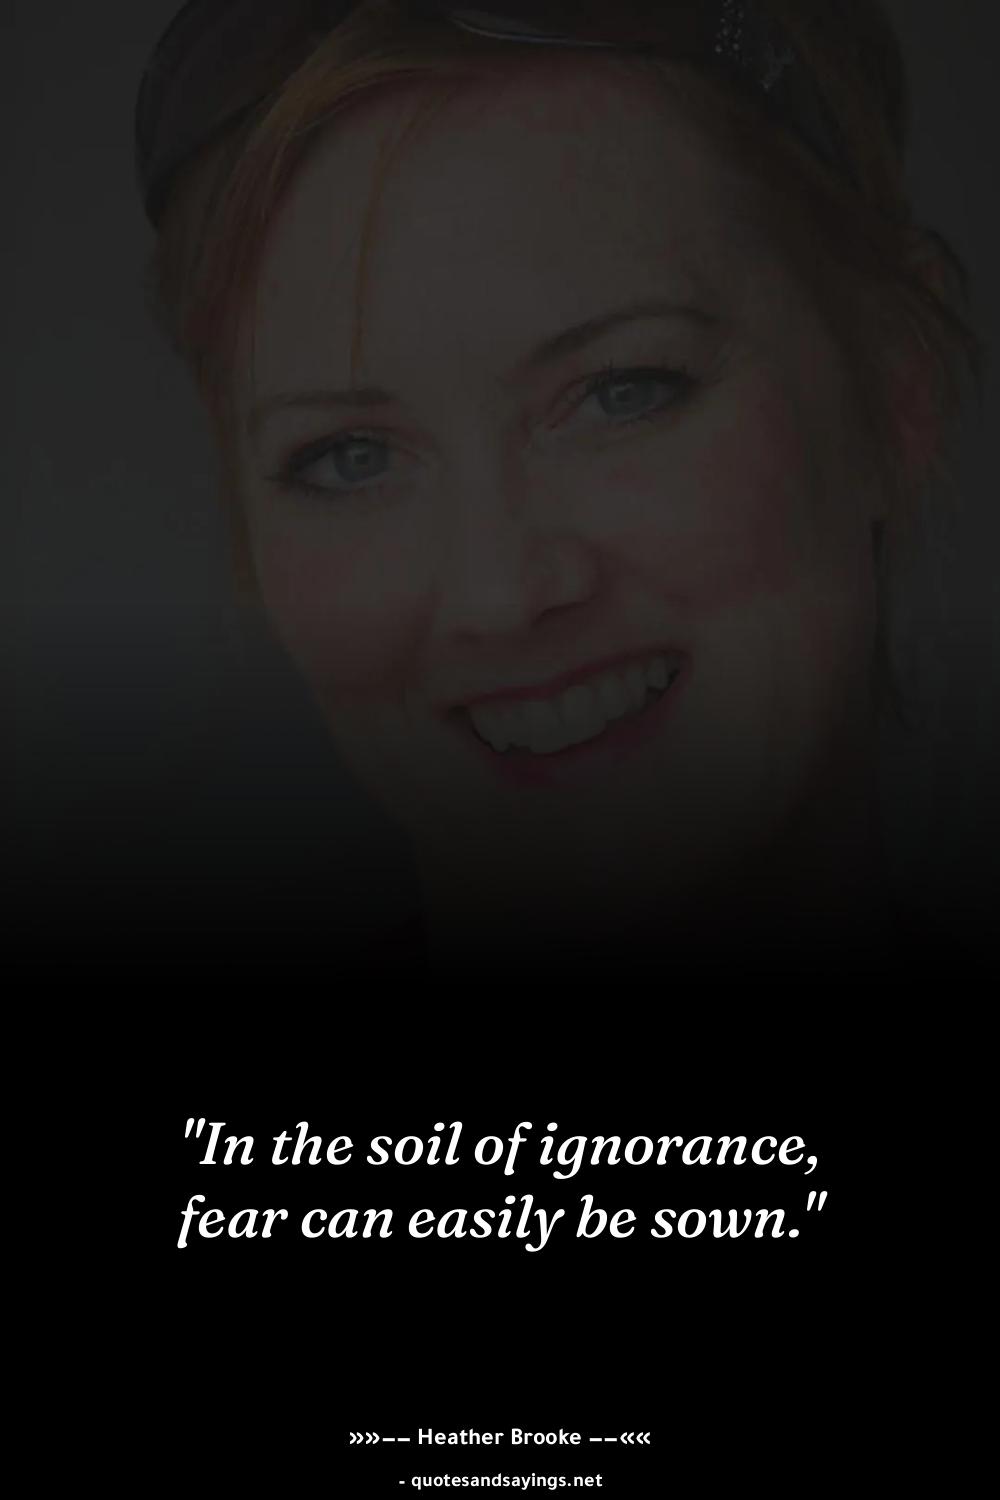 "In the soil of ignorance,
fear can easily be sown."
»»–– Heather Brooke ––««
- quotesandsayings.net